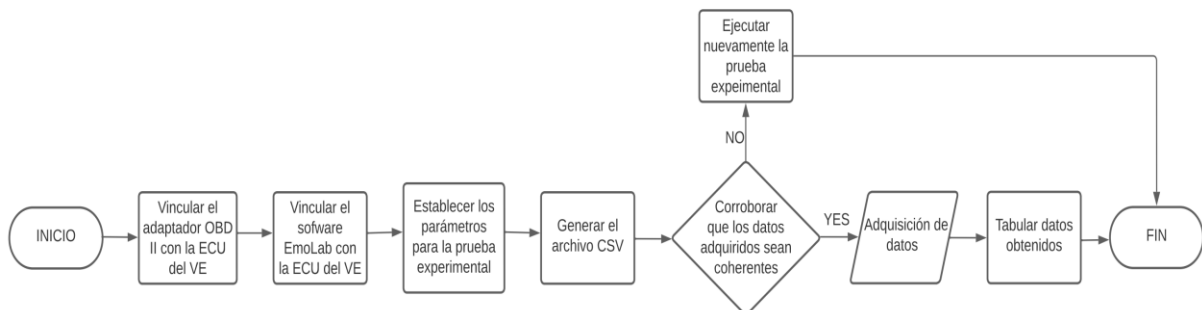 Ejecutar
nuevamente la
prueba
expeimental
NO
INICIO
Vincular el
adaptador OBD
II con la ECU
del VE
Vincular el
sofware
EmoLab con
la ECU del VE
Establecer los
parámetros
para la prueba
experimental
Generar el
archivo CSV
Corroborar
que los datos
adquiridos sean
coherentes
YES
Adquisición de
datos
Tabular datos
obtenidos
FIN